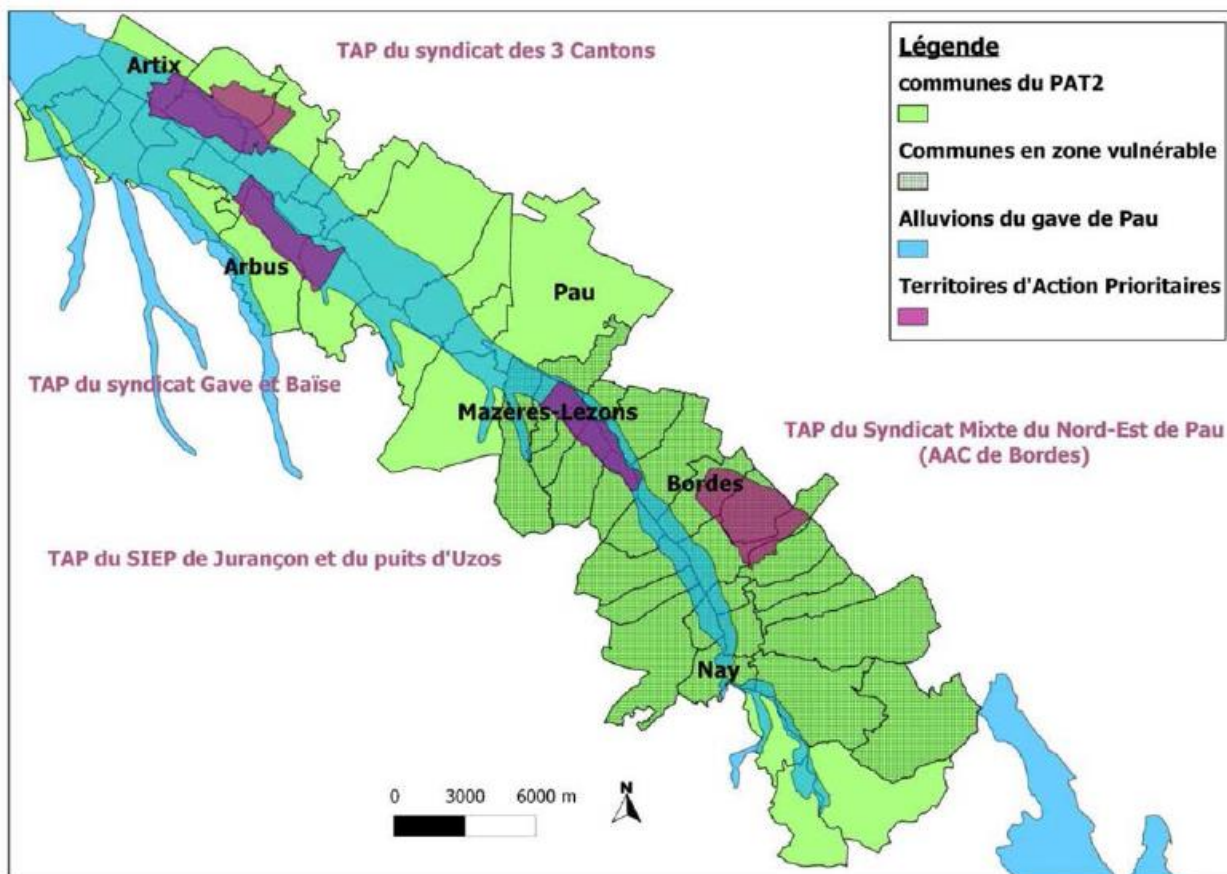 TAP du syndicat des 3 Cantons
Artix
Légende
communes du PAT2
Communes en zone vulnérable
Alluvions du gave de Pau
Territoires d'Action Prioritaires
Arbus
Pau
TAP du syndicat Gave et Baïse
Mazères-Lezons
TAP du Syndicat Mixte du Nord-Est de Pau
(AAC de Bordes)
Bordes
TAP du SIEP de Jurançon et du puits d'Uzos
Nay
0 3000 6000 m
N